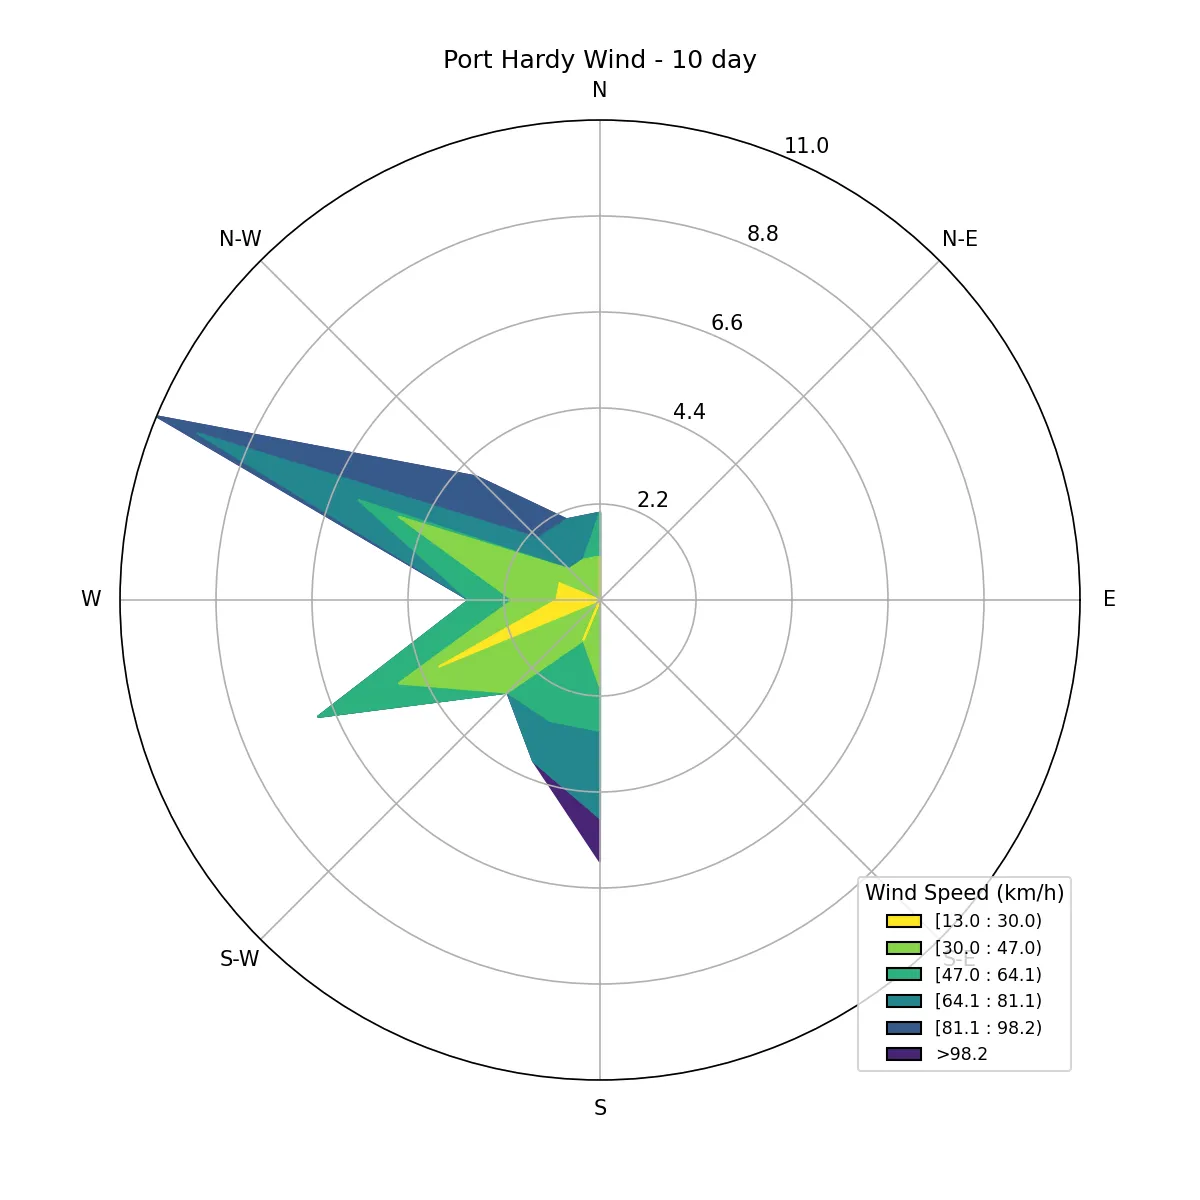 Port Hardy Wind - 10 day
N
11.0
N-W
N-E
8.8
6.6
4.4
2.2
W
E
S-W
S-E
S
Wind Speed (km/h)
[13.0 : 30.0)
[30.0 : 47.0)
[47.0 : 64.1)
[64.1 : 81.1)
[81.1 : 98.2)
>98.2